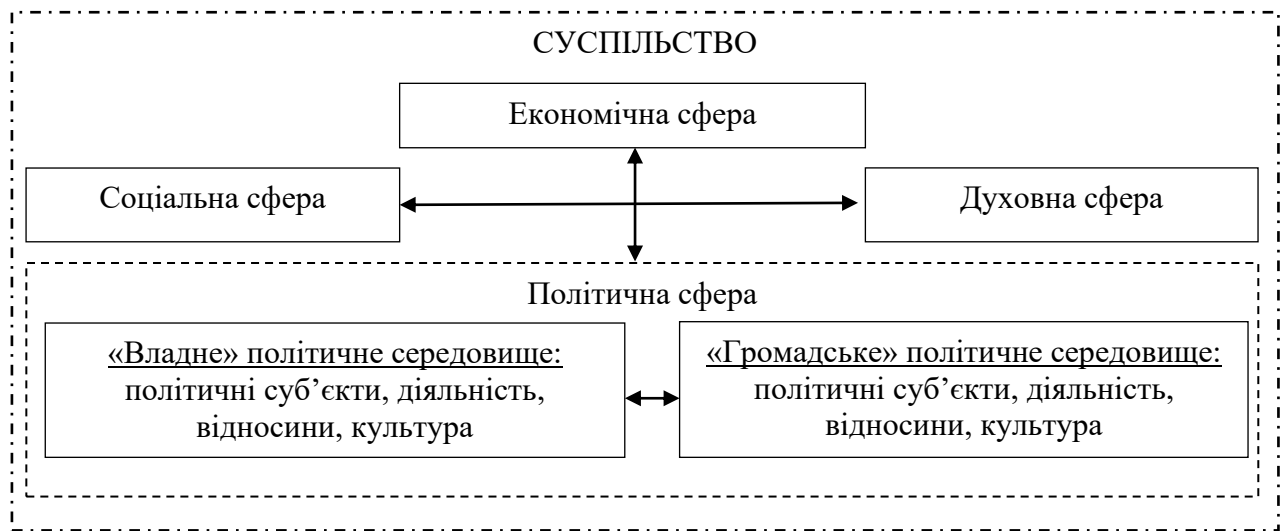 СУСПІЛЬСТВО
Економічна сфера
Соціальна сфера
Духовна сфера
Політична сфера
«Владне» політичне середовище:
політичні суб’єкти, діяльність,
відносини, культура
«Громадське» політичне середовище:
політичні суб’єкти, діяльність,
відносини, культура